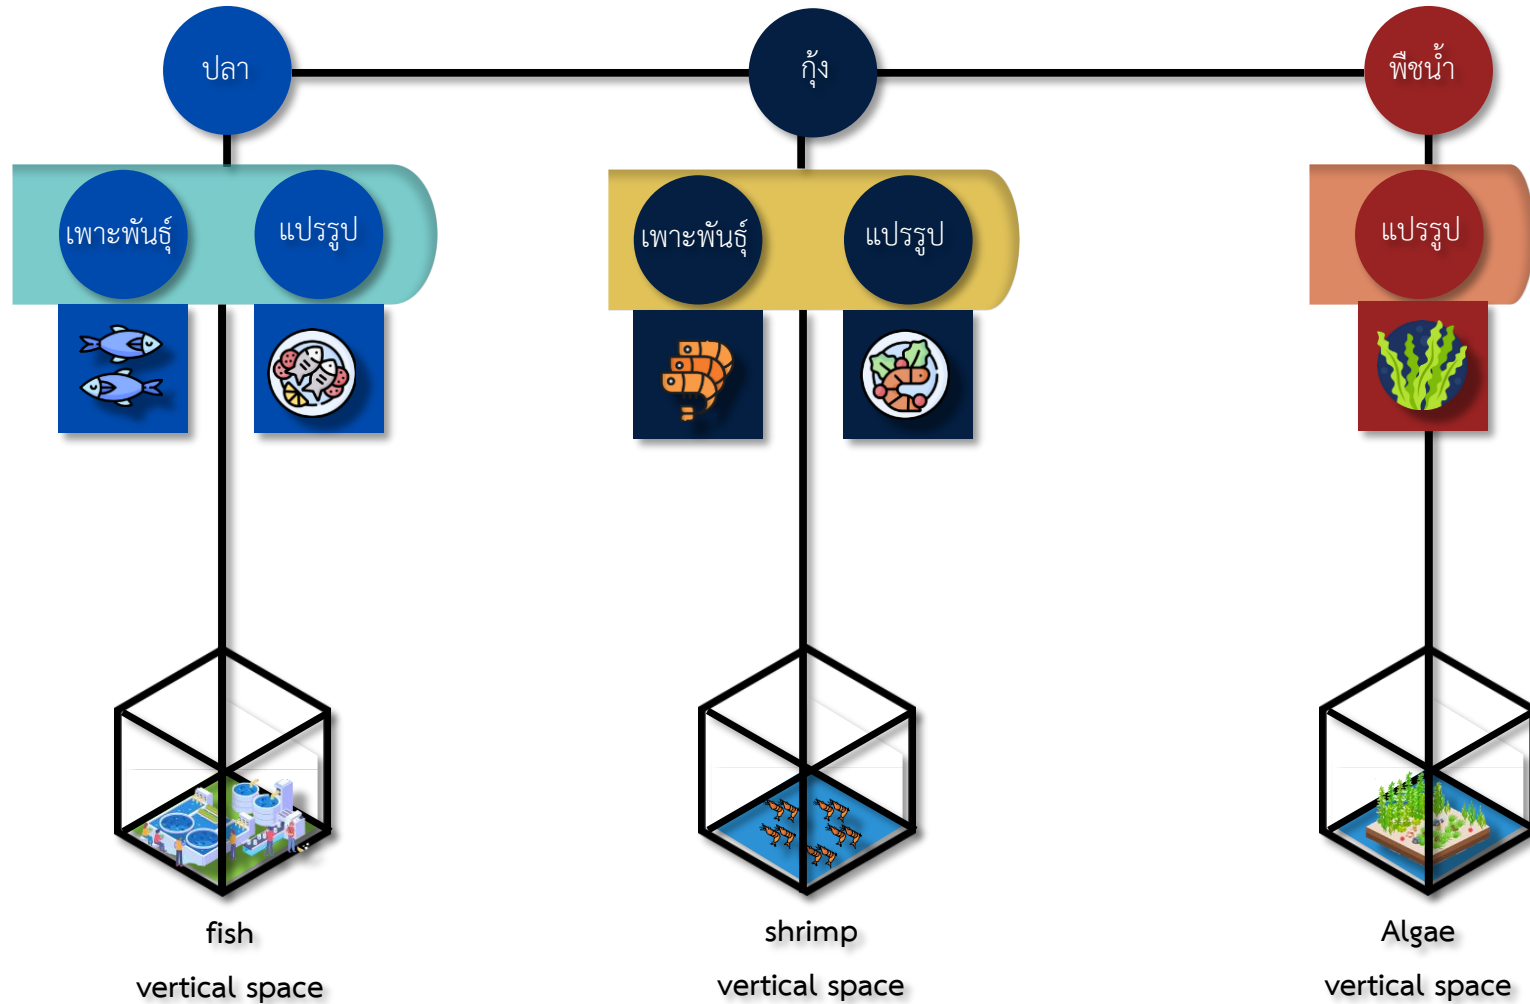 ปลา
กุ้ง
พืชน้ำ
เพาะพันธุ์
แปรรูป
เพาะพันธุ์
แปรรูป
แปรรูป
fish
vertical space
shrimp
vertical space
Algae
vertical space